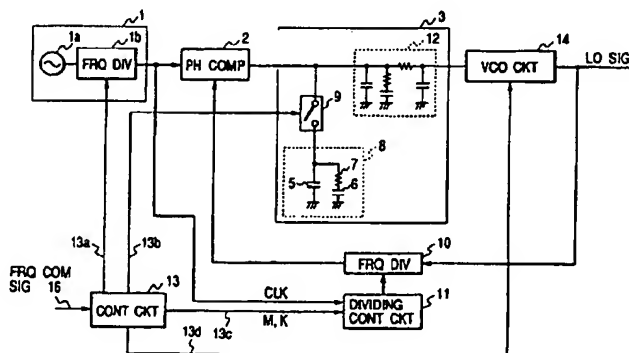 1
3
1a
1b
2
12
14
FRQ DIV
PH COMP
VCO CKT
LO SIG
9
8
7
5
6
13a
13b
10
FRQ DIV
FRQ COM
SIG 16
13
CLK
11
CONT CKT
M, K
DIVIDING
CONT CKT
13c
13d